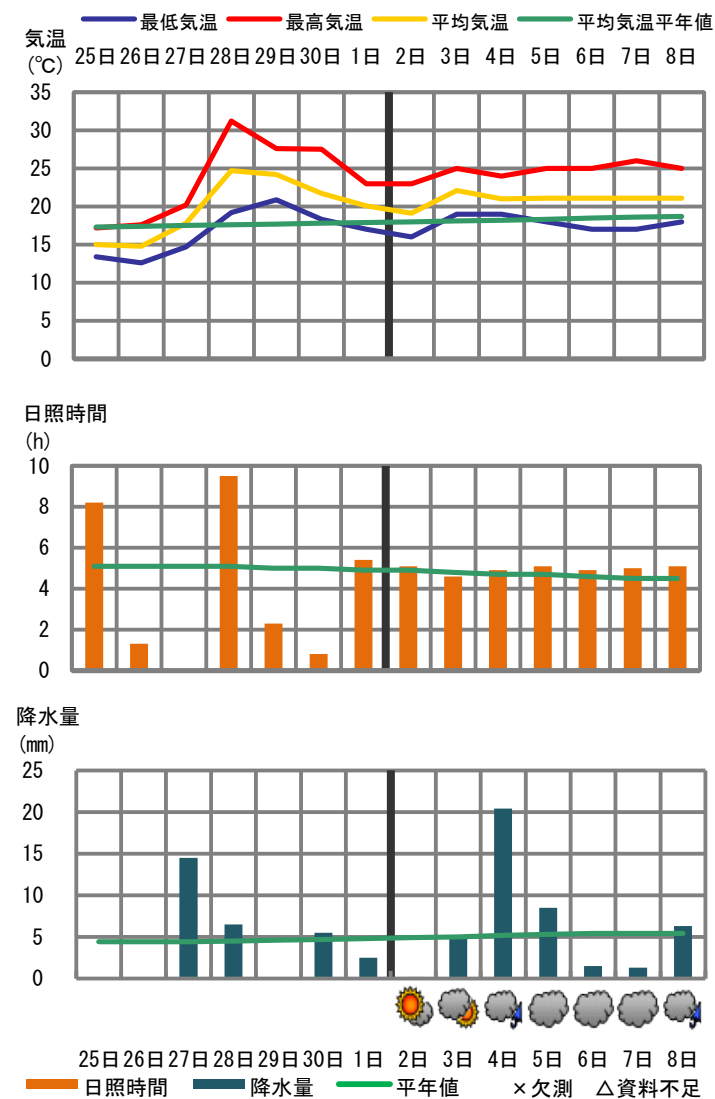 最低気温 最高気温 平均気温 平均気温平年値
気温
(℃)
25日 26日 27日 28日 29日 30日 1日 2日 3日 4日 5日 6日 7日 8日
35
30
25
20
15
10
5
0
日照時間
(h)
10
8
6
4
2
0
降水量
(㎜)
25
20
15
10
5
0
25日 26日 27日 28日 29日 30日 1日 2日 3日 4日 5日 6日 7日 8日
日照時間 降水量 平年値 ×欠測 △資料不足